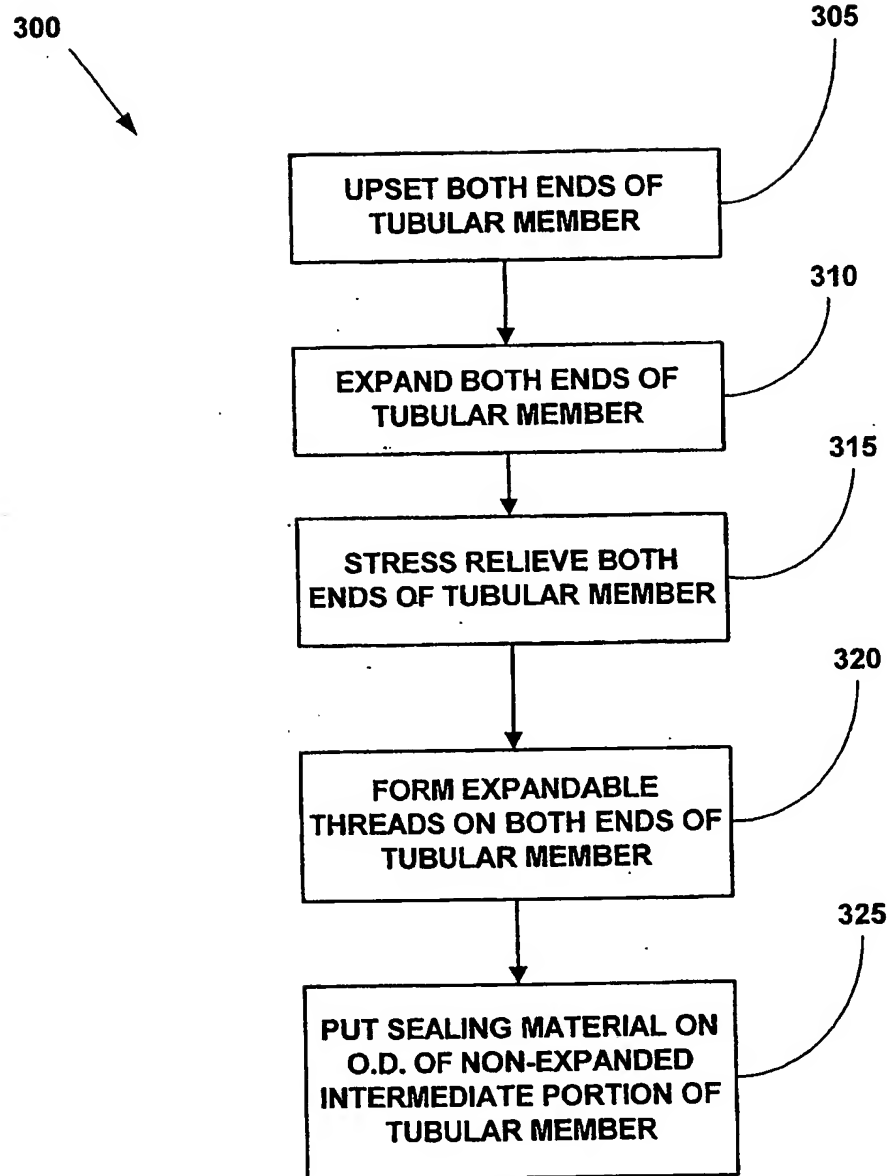 300
305
UPSET BOTH ENDS OF
TUBULAR MEMBER
310
EXPAND BOTH ENDS OF
TUBULAR MEMBER
315
STRESS RELIEVE BOTH
ENDS OF TUBULAR MEMBER
320
FORM EXPANDABLE
THREADS ON BOTH ENDS OF
TUBULAR MEMBER
325
PUT SEALING MATERIAL ON
O.D. OF NON-EXPANDED
INTERMEDIATE PORTION OF
TUBULAR MEMBER